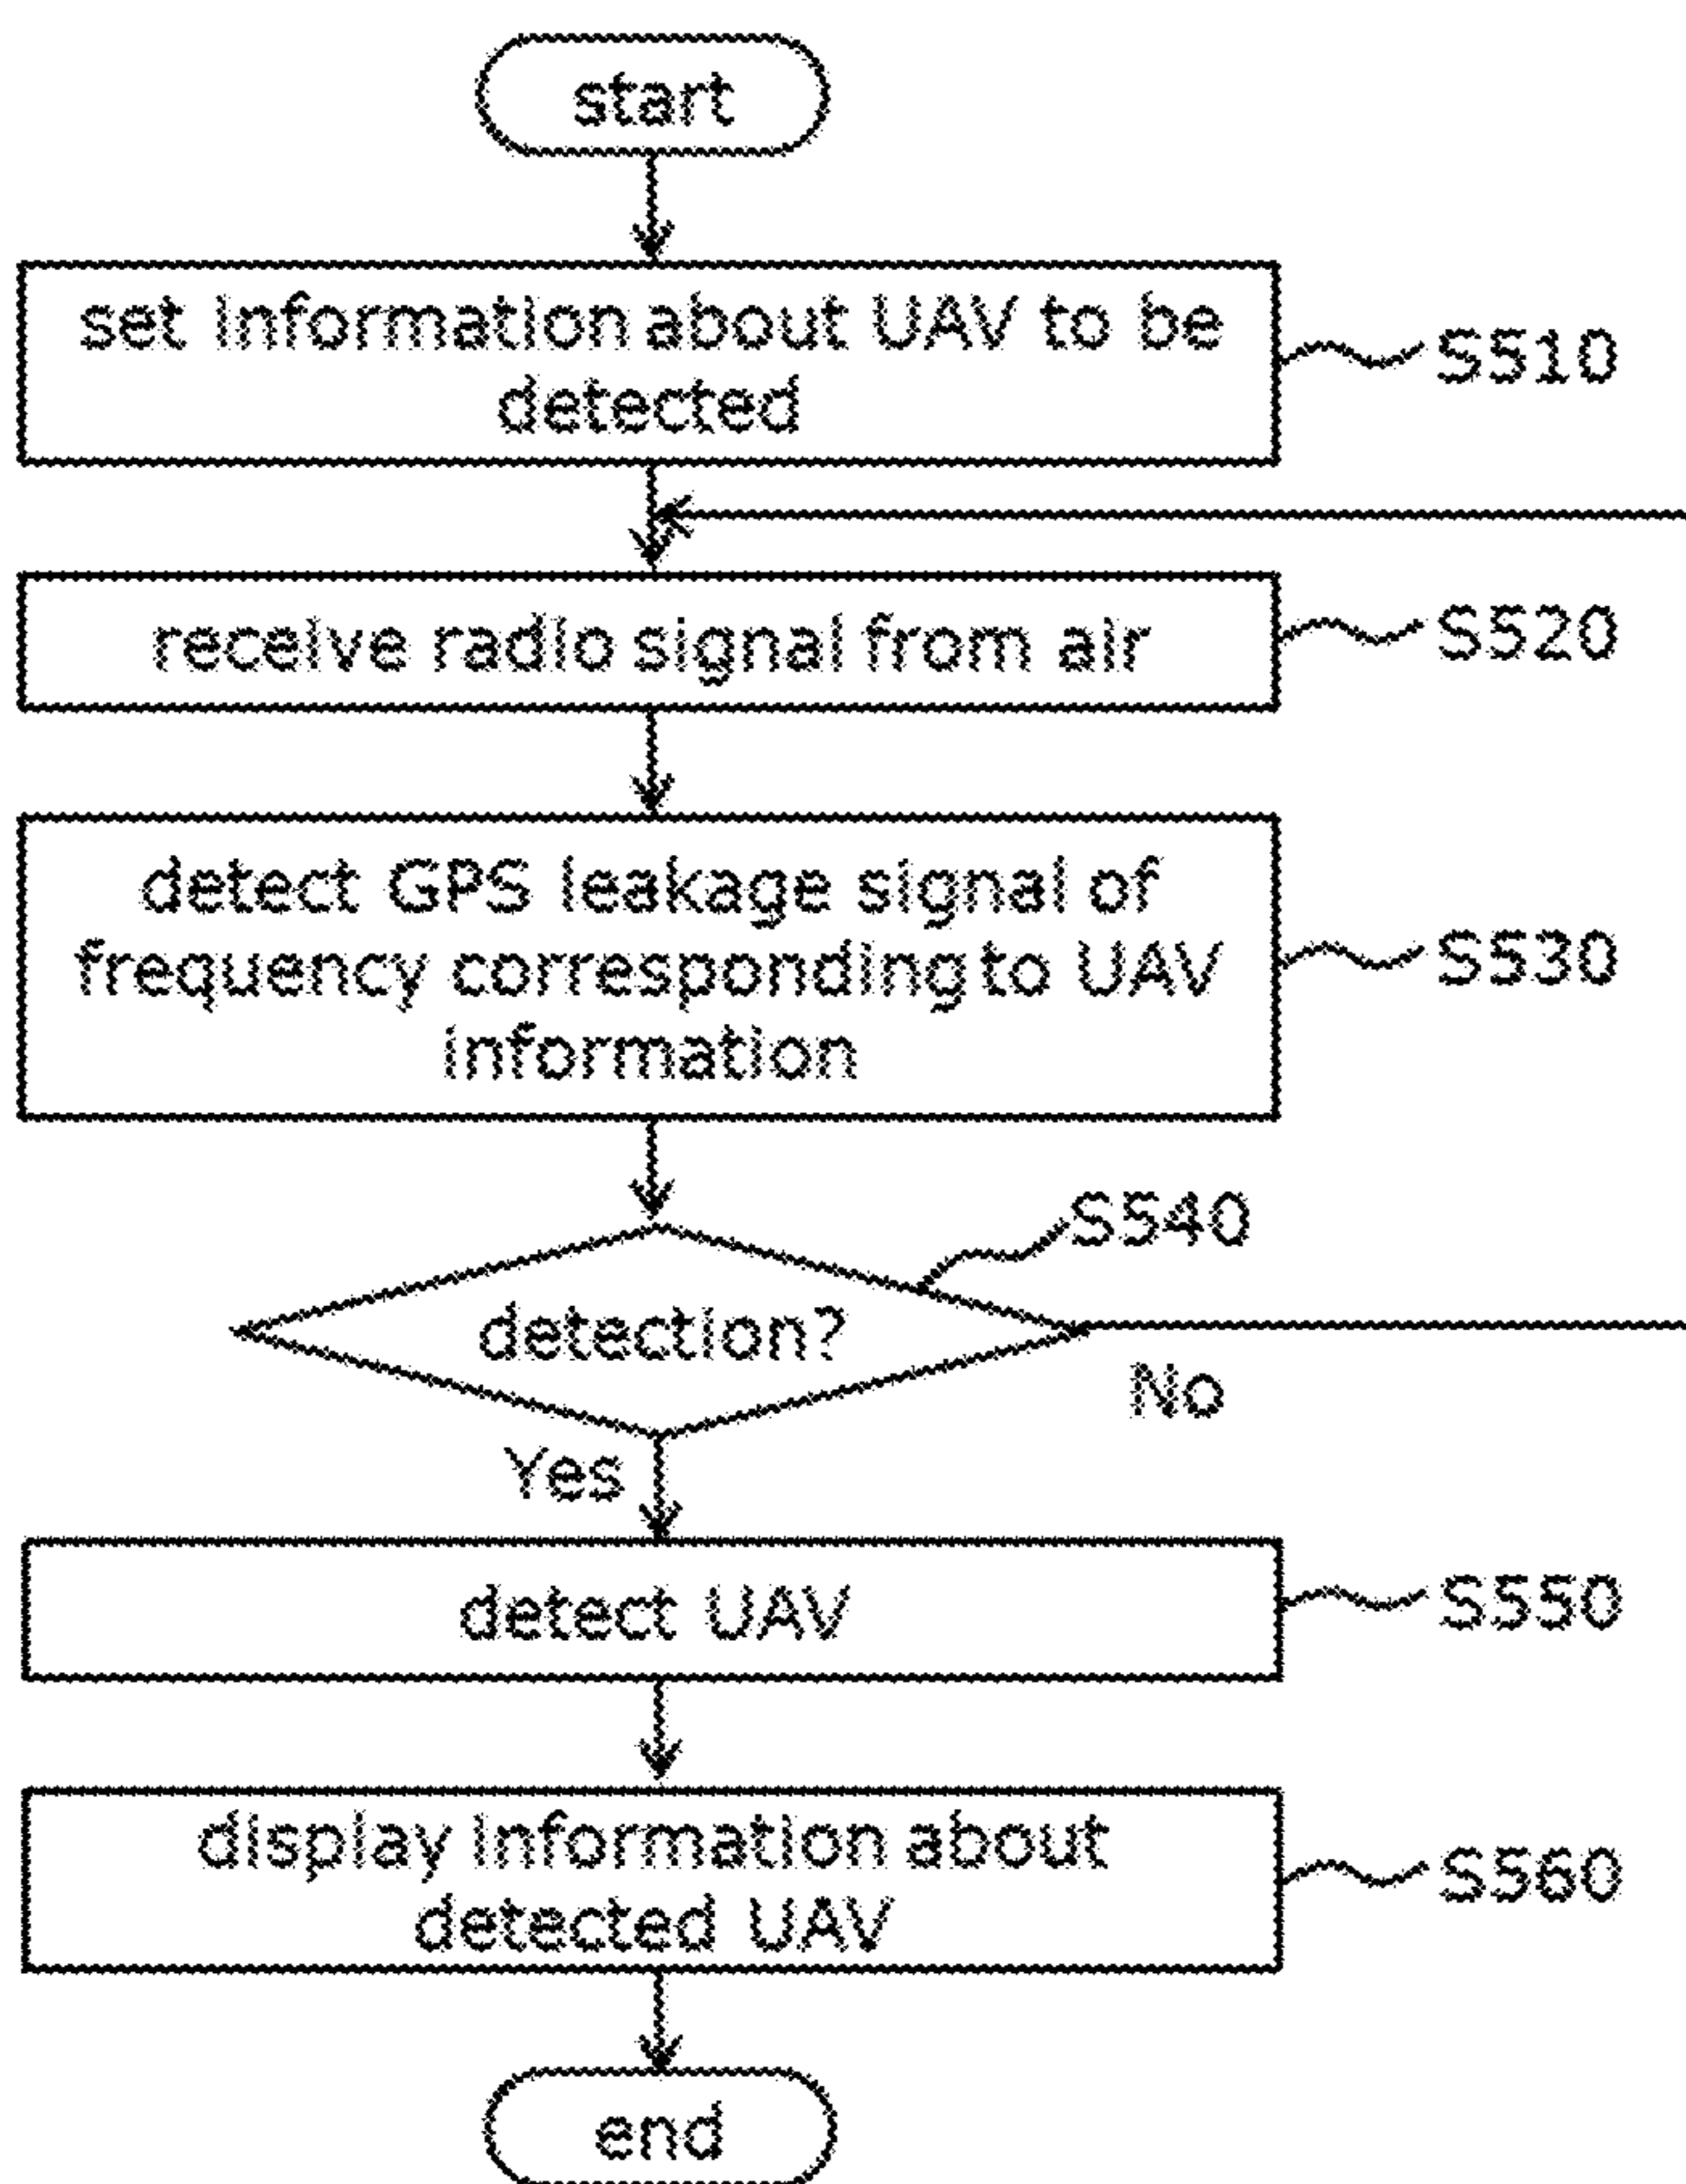 start
set information about UAV to be
detected
S510
receive radio signal from air
S520
detect GPS leakage signal of
frequency corresponding to UAV
information
S530
S540
detection?
No
Yes
detect UAV
S550
display information about
detected UAV
S560
end